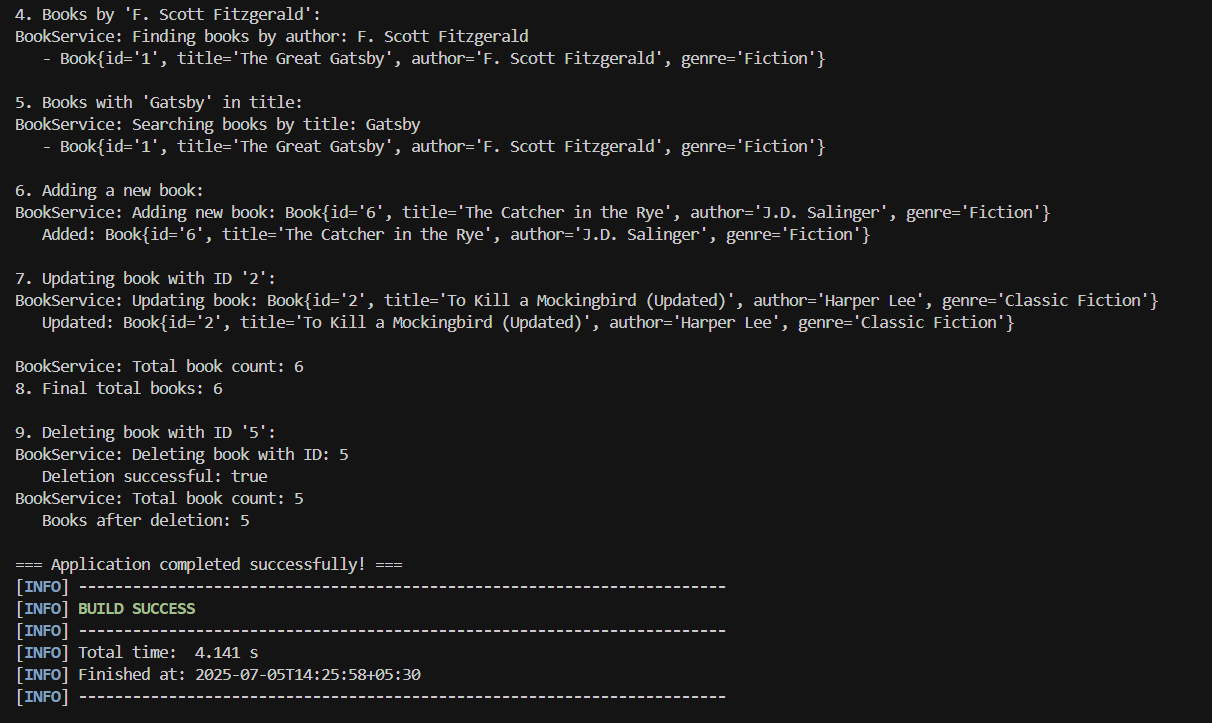 4. Books by 'F. Scott Fitzgerald':
BookService: Finding books by author: F. Scott Fitzgerald
   - Book{id='1', title='The Great Gatsby', author='F. Scott Fitzgerald', genre='Fiction'}

5. Books with 'Gatsby' in title:
BookService: Searching books by title: Gatsby
   - Book{id='1', title='The Great Gatsby', author='F. Scott Fitzgerald', genre='Fiction'}

6. Adding a new book:
BookService: Adding new book: Book{id='6', title='The Catcher in the Rye', author='J.D. Salinger', genre='Fiction'}
   Added: Book{id='6', title='The Catcher in the Rye', author='J.D. Salinger', genre='Fiction'}

7. Updating book with ID '2':
BookService: Updating book: Book{id='2', title='To Kill a Mockingbird (Updated)', author='Harper Lee', genre='Classic Fiction'}
   Updated: Book{id='2', title='To Kill a Mockingbird (Updated)', author='Harper Lee', genre='Classic Fiction'}

BookService: Total book count: 6
8. Final total books: 6

9. Deleting book with ID '5':
BookService: Deleting book with ID: 5
   Deletion successful: true
BookService: Total book count: 5
   Books after deletion: 5

=== Application completed successfully! ===
[INFO] ------------------------------------------------------------------------
[INFO] BUILD SUCCESS
[INFO] ------------------------------------------------------------------------
[INFO] Total time:  4.141 s
[INFO] Finished at: 2025-07-05T14:25:58+05:30
[INFO] ------------------------------------------------------------------------